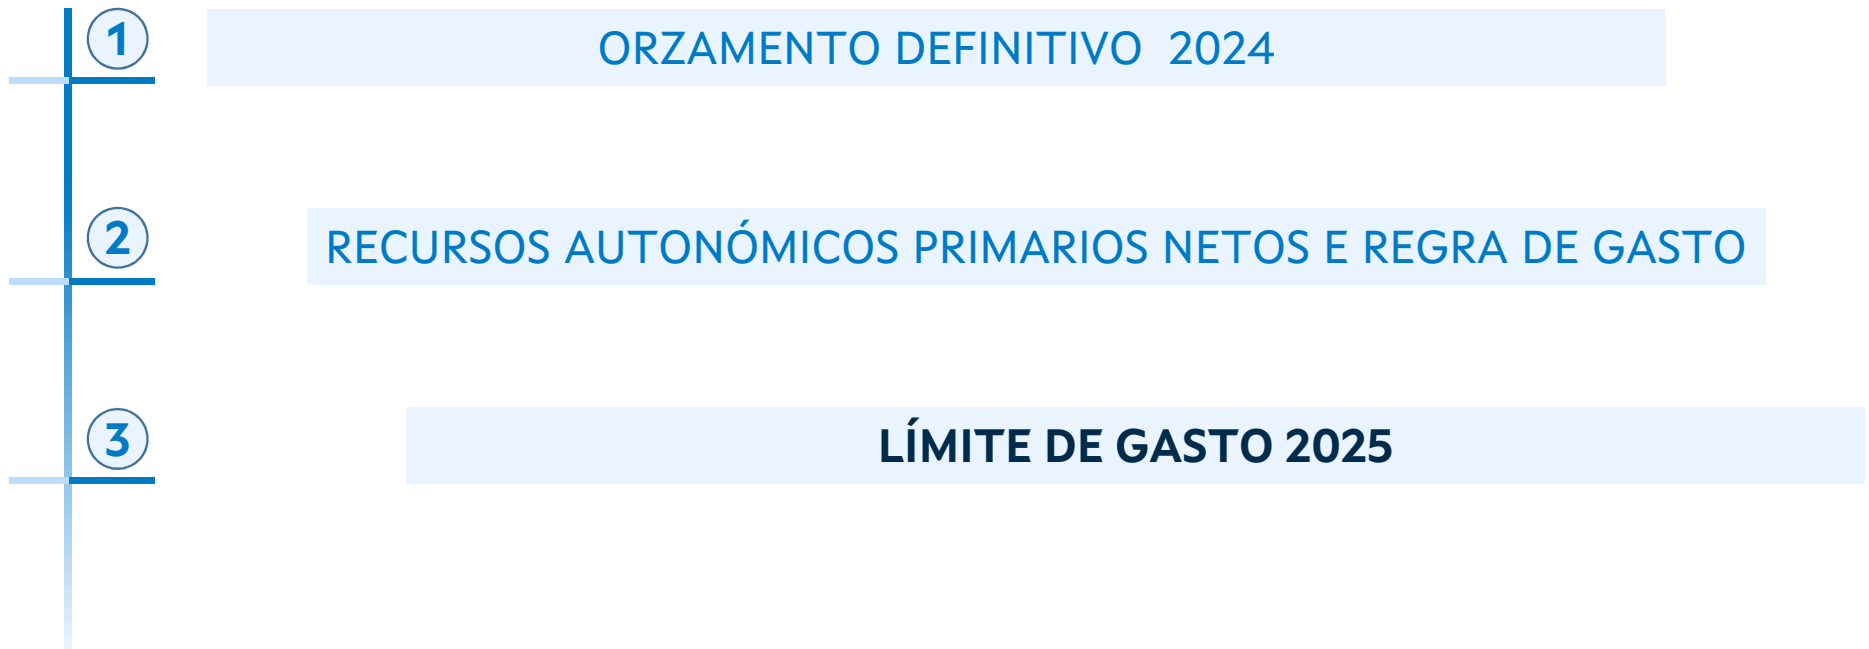 1
ORZAMENTO DEFINITIVO 2024
2
RECURSOS AUTONÓMICOS PRIMARIOS NETOS E REGRA DE GASTO
3
LÍMITE DE GASTO 2025